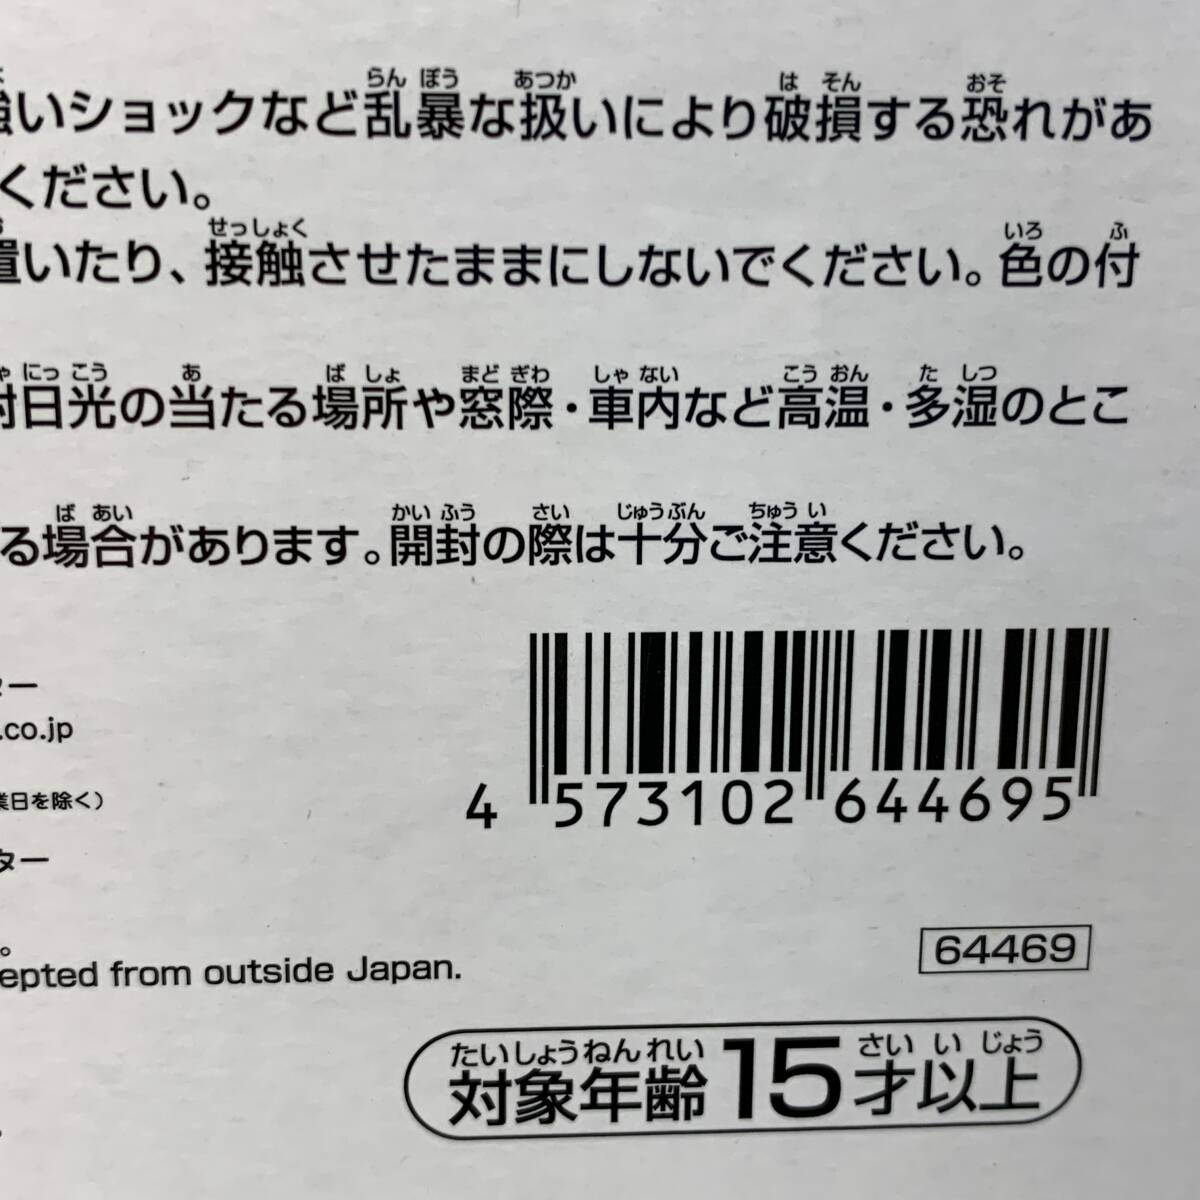 強いショックなど乱暴な扱いにより破損する恐れがあ
ください。
置いたり、接触させたままにしないでください。色の付
射日光の当たる場所や窓際・車内など高温・多湿のとこ
る場合があります。開封の際は十分ご注意ください。
ター
.co.jp
業日を除く）
ター
。
epted from outside Japan.
4 573102 644695
64469
対象年齢15才以上